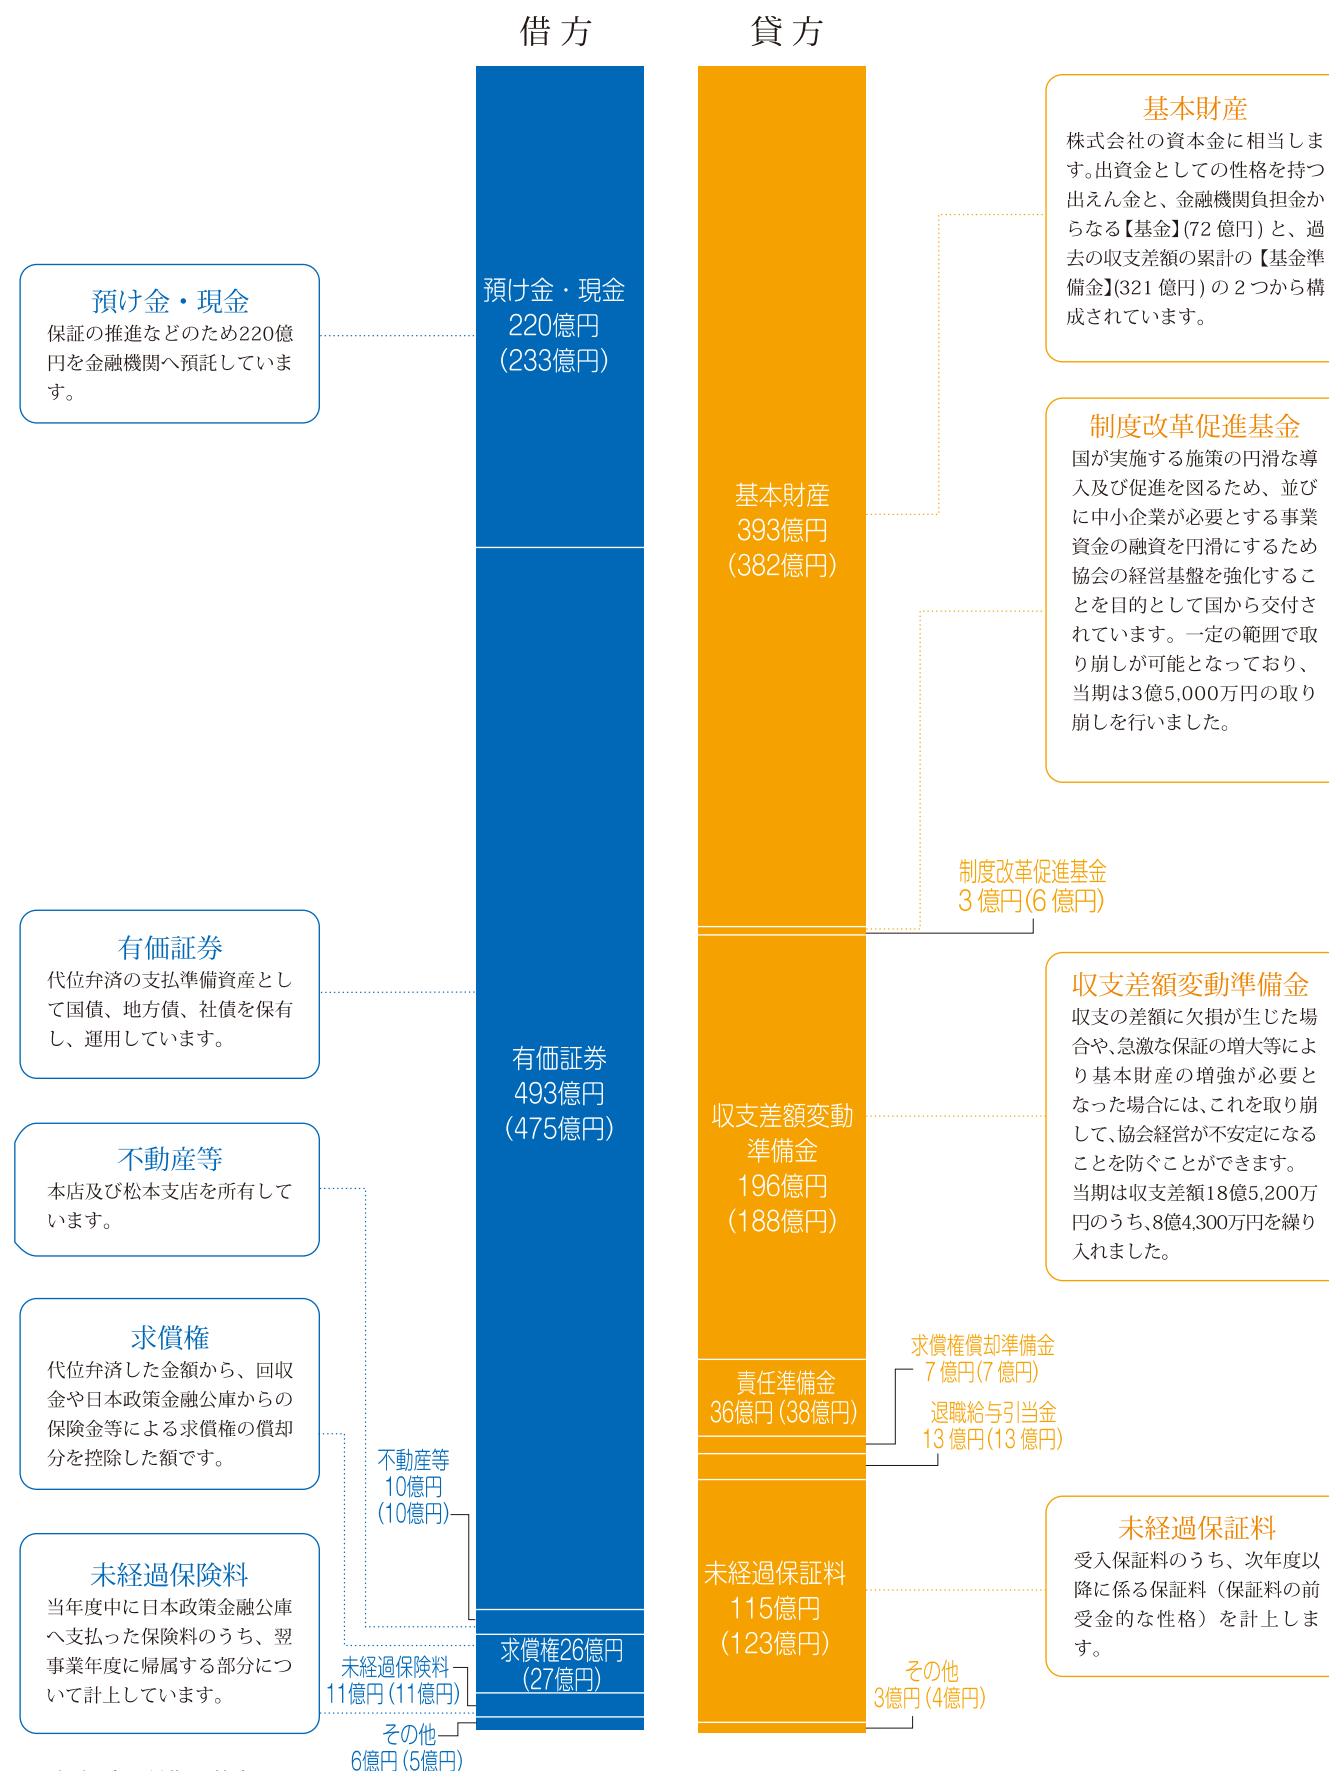 借方
貸方
預け金・現金
保証の推進などのため220億
円を金融機関へ預託していま
す。
有価証券
代位弁済の支払準備資産とし
て国債、地方債、社債を保有
し、運用しています。
不動産等
本店及び松本支店を所有して
います。
求償権
代位弁済した金額から、回収
金や日本政策金融公庫からの
保険金等による求償権の償却
分を控除した額です。
未経過保険料
当年度中に日本政策金融公庫
へ支払った保険料のうち、翌
事業年度に帰属する部分につ
いて計上しています。
預け金・現金
220億円
(233億円)
有価証券
493億円
(475億円)
不動産等
10億円
(10億円)
求償権26億円
(27億円)
未経過保険料
11億円(11億円)
その他
6億円(5億円)
基本財産
393億円
(382億円)
制度改革促進基金
3億円(6億円)
収支差額変動
準備金
196億円
(188億円)
責任準備金
36億円(38億円)
求償権償却準備金
7億円(7億円)
退職給与引当金
13億円(13億円)
未経過保証料
115億円
(123億円)
その他
3億円(4億円)
基本財産
株式会社の資本金に相当しま
す。出資金としての性格を持つ
出えん金と、金融機関負担金か
らなる【基金】(72億円)と、過
去の収支差額の累計の【基金準
備金】(321億円)の2つから構
成されています。
制度改革促進基金
国が実施する施策の円滑な導
入及び促進を図るため、並び
に中小企業が必要とする事業
資金の融資を円滑にするため
協会の経営基盤を強化するこ
とを目的として国から交付さ
れています。一定の範囲で取
り崩しが可能となっており、
当期は3億5,000万円の取り
崩しを行いました。
収支差額変動準備金
収支の差額に欠損が生じた場
合や、急激な保証の増大等によ
り基本財産の増強が必要と
なった場合には、これを取り崩
して、協会経営が不安定になる
ことを防ぐことができます。
当期は収支差額18億5,200万
円のうち、8億4,300万円を繰り
入れました。
未経過保証料
受入保証料のうち、次年度以
降に係る保証料（保証料の前
受金的な性格）を計上しま
す。